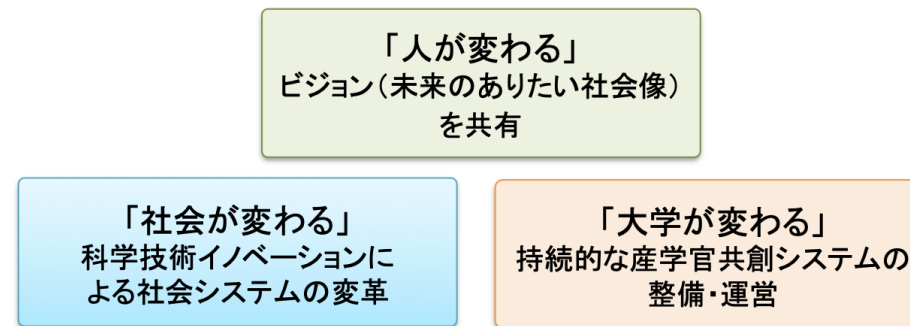 「人が変わる」
ビジョン（未来のありたい社会像）
を共有
「社会が変わる」
科学技術イノベーションに
よる社会システムの変革
「大学が変わる」
持続的な産学官共創システムの
整備・運営